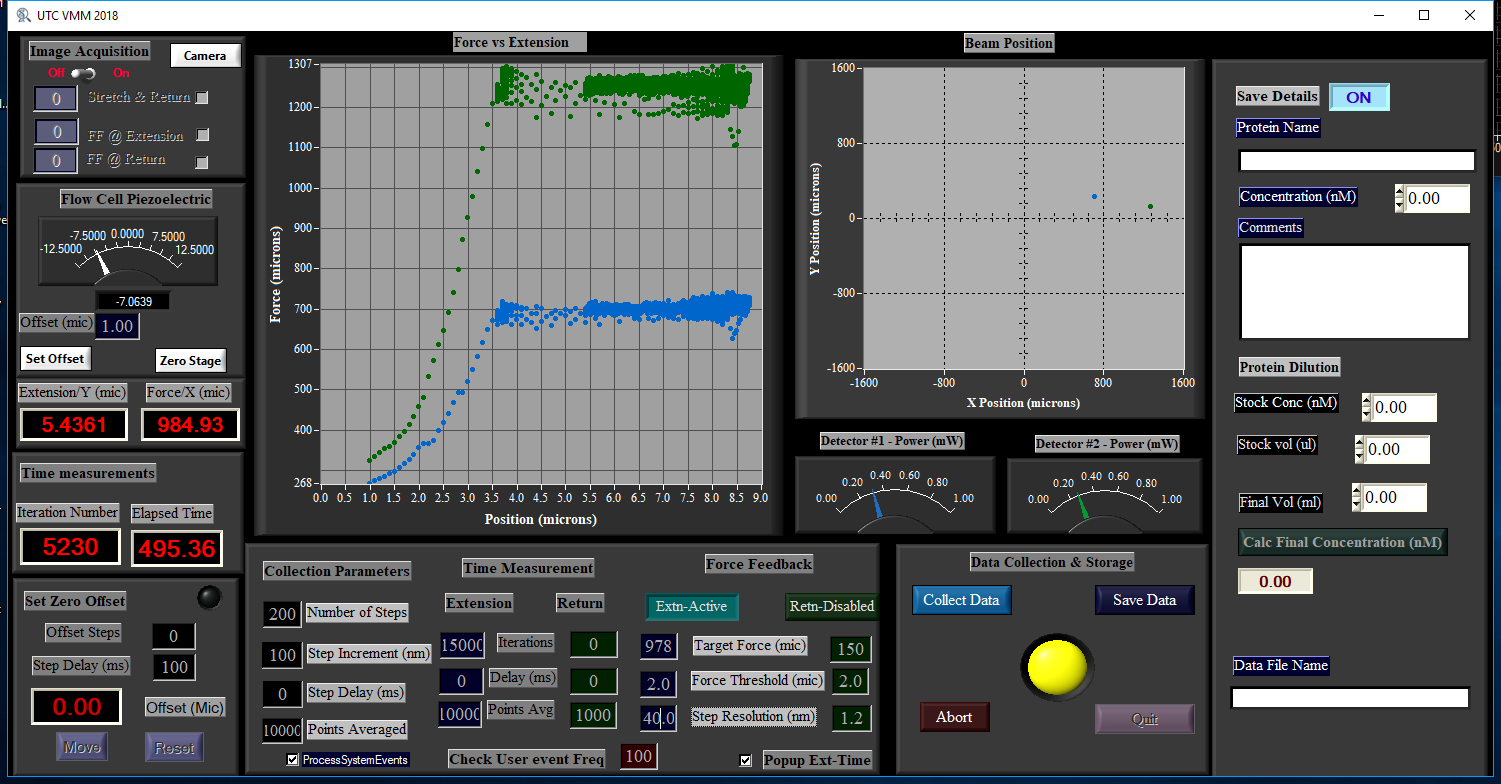 UTC VMM 2018
Image Acquisition
Camera
Off On
0 Stretch & Return
0 FF @ Extension
0 FF @ Return
Flow Cell Piezoelectric
-12.5000 -7.5000 0.0000 7.5000 12.5000
-7.0639
Offset (mic) 1.00
Set Offset Zero Stage
Extension/Y (mic) Force/X (mic)
5.4361 984.93
Time measurements
Iteration Number Elapsed Time
5230 495.36
Set Zero Offset
Offset Steps 0
Step Delay (ms) 100
0.00 Offset (Mic)
Move Reset
Force vs Extension
Force (microns)
1307
1200
1100
1000
900
800
700
600
500
400
268
0.0 0.5 1.0 1.5 2.0 2.5 3.0 3.5 4.0 4.5 5.0 5.5 6.0 6.5 7.0 7.5 8.0 8.5 9.0
Position (microns)
Beam Position
Y Position (microns)
1600
800
0
-800
-1600
-1600 -800 0 800 1600
X Position (microns)
Detector #1 - Power (mW)
0.00 0.20 0.40 0.60 0.80 1.00
Detector #2 - Power (mW)
0.00 0.20 0.40 0.60 0.80 1.00
Collection Parameters
200 Number of Steps
100 Step Increment (nm)
0 Step Delay (ms)
10000 Points Averaged
ProcessSystemEvents
Time Measurement
Extension Return
15000 Iterations 0
0 Delay (ms) 0
10000 Points Avg 1000
Check User event Freq 100
Force Feedback
Extn-Active Retn-Disabled
978 Target Force (mic) 150
2.0 Force Threshold (mic) 2.0
40.0 Step Resolution (nm) 1.2
Popup Ext-Time
Data Collection & Storage
Collect Data Save Data
Abort Quit
Save Details ON
Protein Name
Concentration (nM) 0.00
Comments
Protein Dilution
Stock Conc (nM) 0.00
Stock vol (ul) 0.00
Final Vol (ml) 0.00
Calc Final Concentration (nM)
0.00
Data File Name